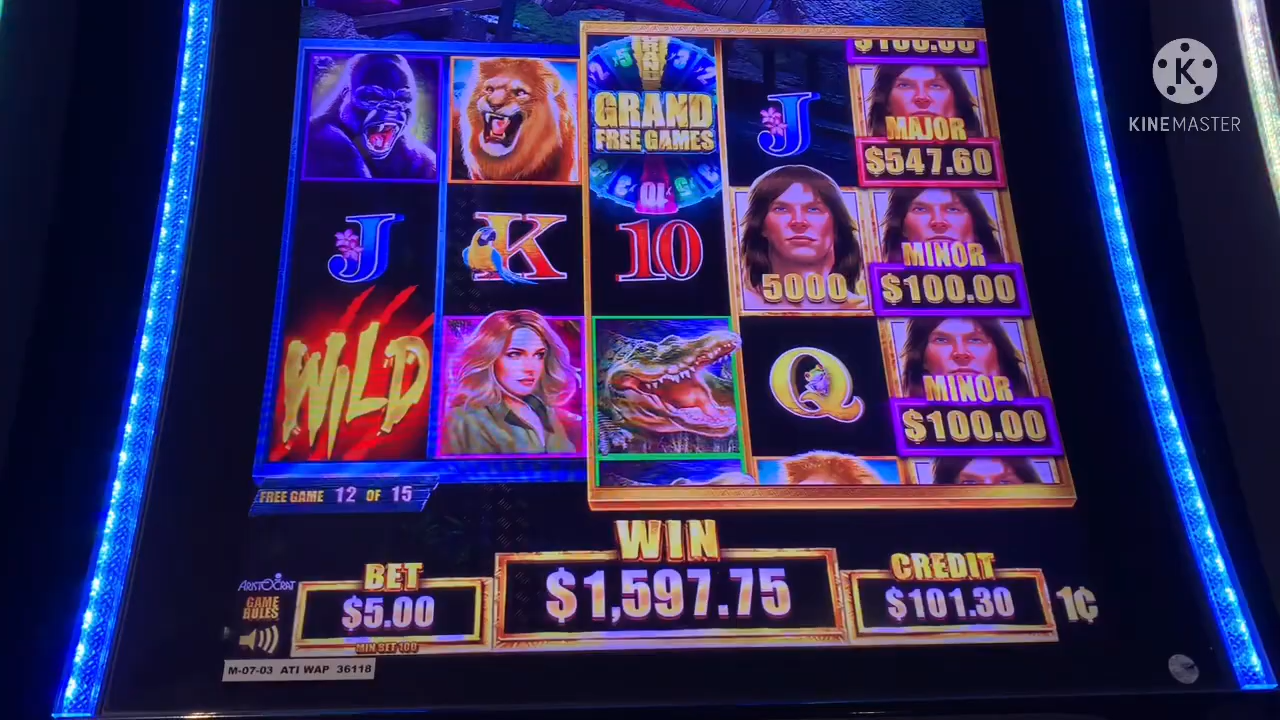 $100.00
GRAND
FREE GAMES
J
MAJOR
$547.60
J
K
10
5000
MINOR
$100.00
WILD
Q
MINOR
$100.00
FREE GAME 12 OF 15
WIN
$1,597.75
BET
$5.00
MIN BET 100
CREDIT
$101.30
1¢
ARISTOCRAT
GAME
RULES
M-07-03 ATI WAP 36118
K
KINEMASTER